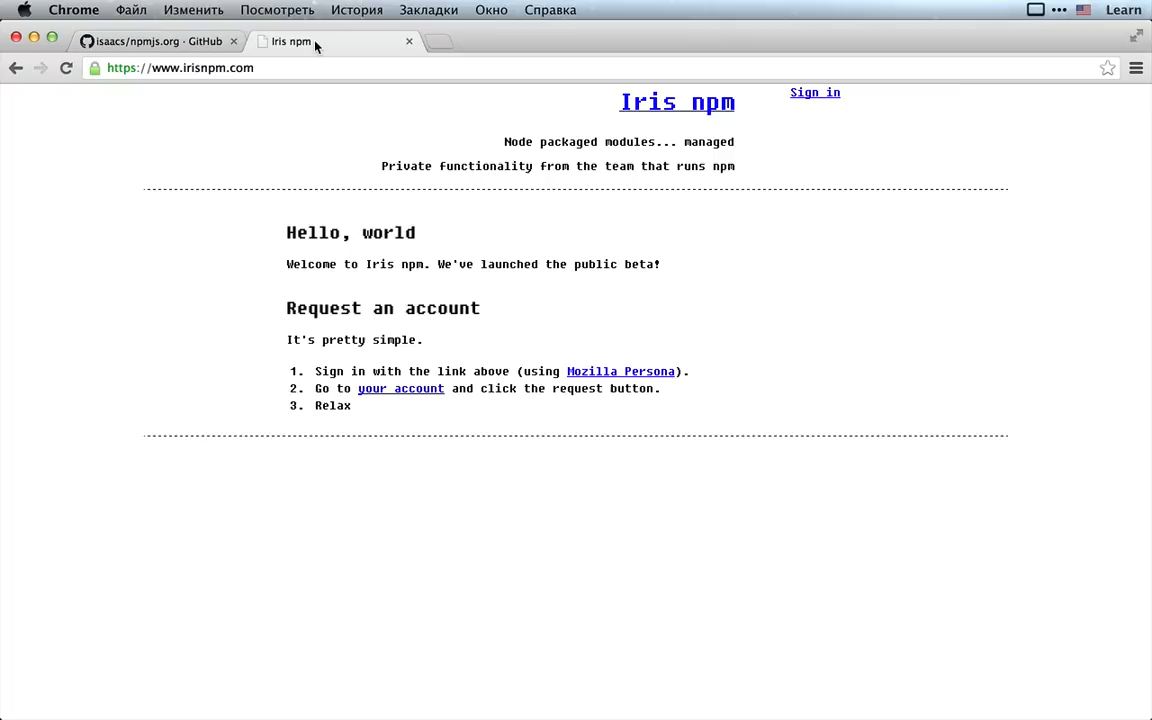 Chrome Файл Изменить Посмотреть История Закладки Окно Справка Learn
isaacs/npmjs.org · GitHub Iris npm
https://www.irisnpm.com
Iris npm Sign in
Node packaged modules... managed
Private functionality from the team that runs npm
Hello, world
Welcome to Iris npm. We've launched the public beta!
Request an account
It's pretty simple.
1. Sign in with the link above (using Mozilla Persona).
2. Go to your account and click the request button.
3. Relax